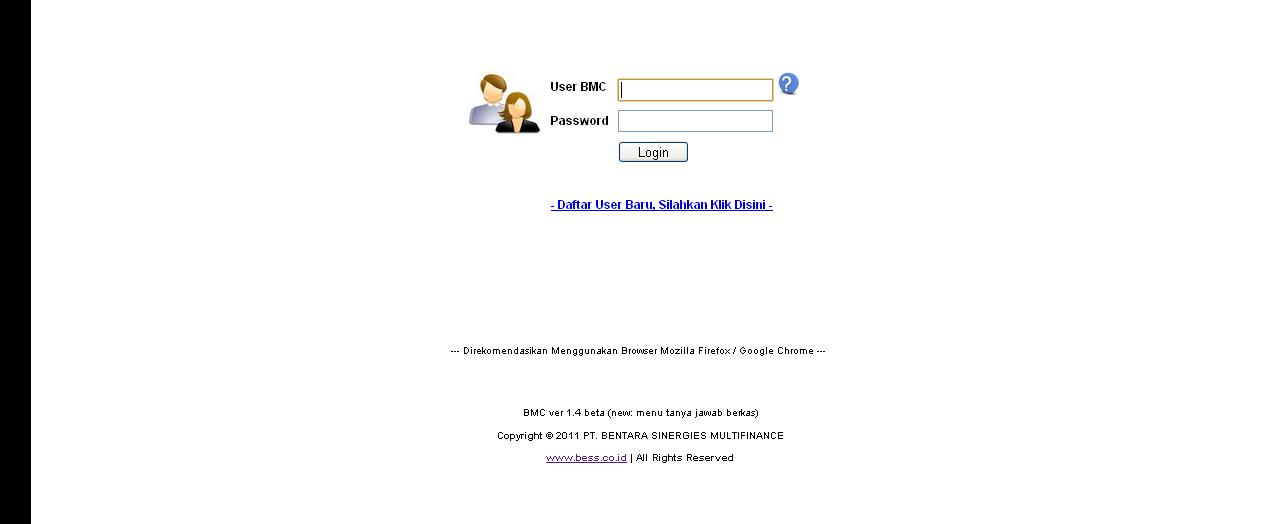 User BMC
?
Password
Login
- Daftar User Baru, Silahkan Klik Disini -
--- Direkomendasikan Menggunakan Browser Mozilla Firefox / Google Chrome ---
BMC ver 1.4 beta (new: menu tanya jawab berkas)
Copyright © 2011 PT. BENTARA SINERGIES MULTIFINANCE
www.bess.co.id | All Rights Reserved